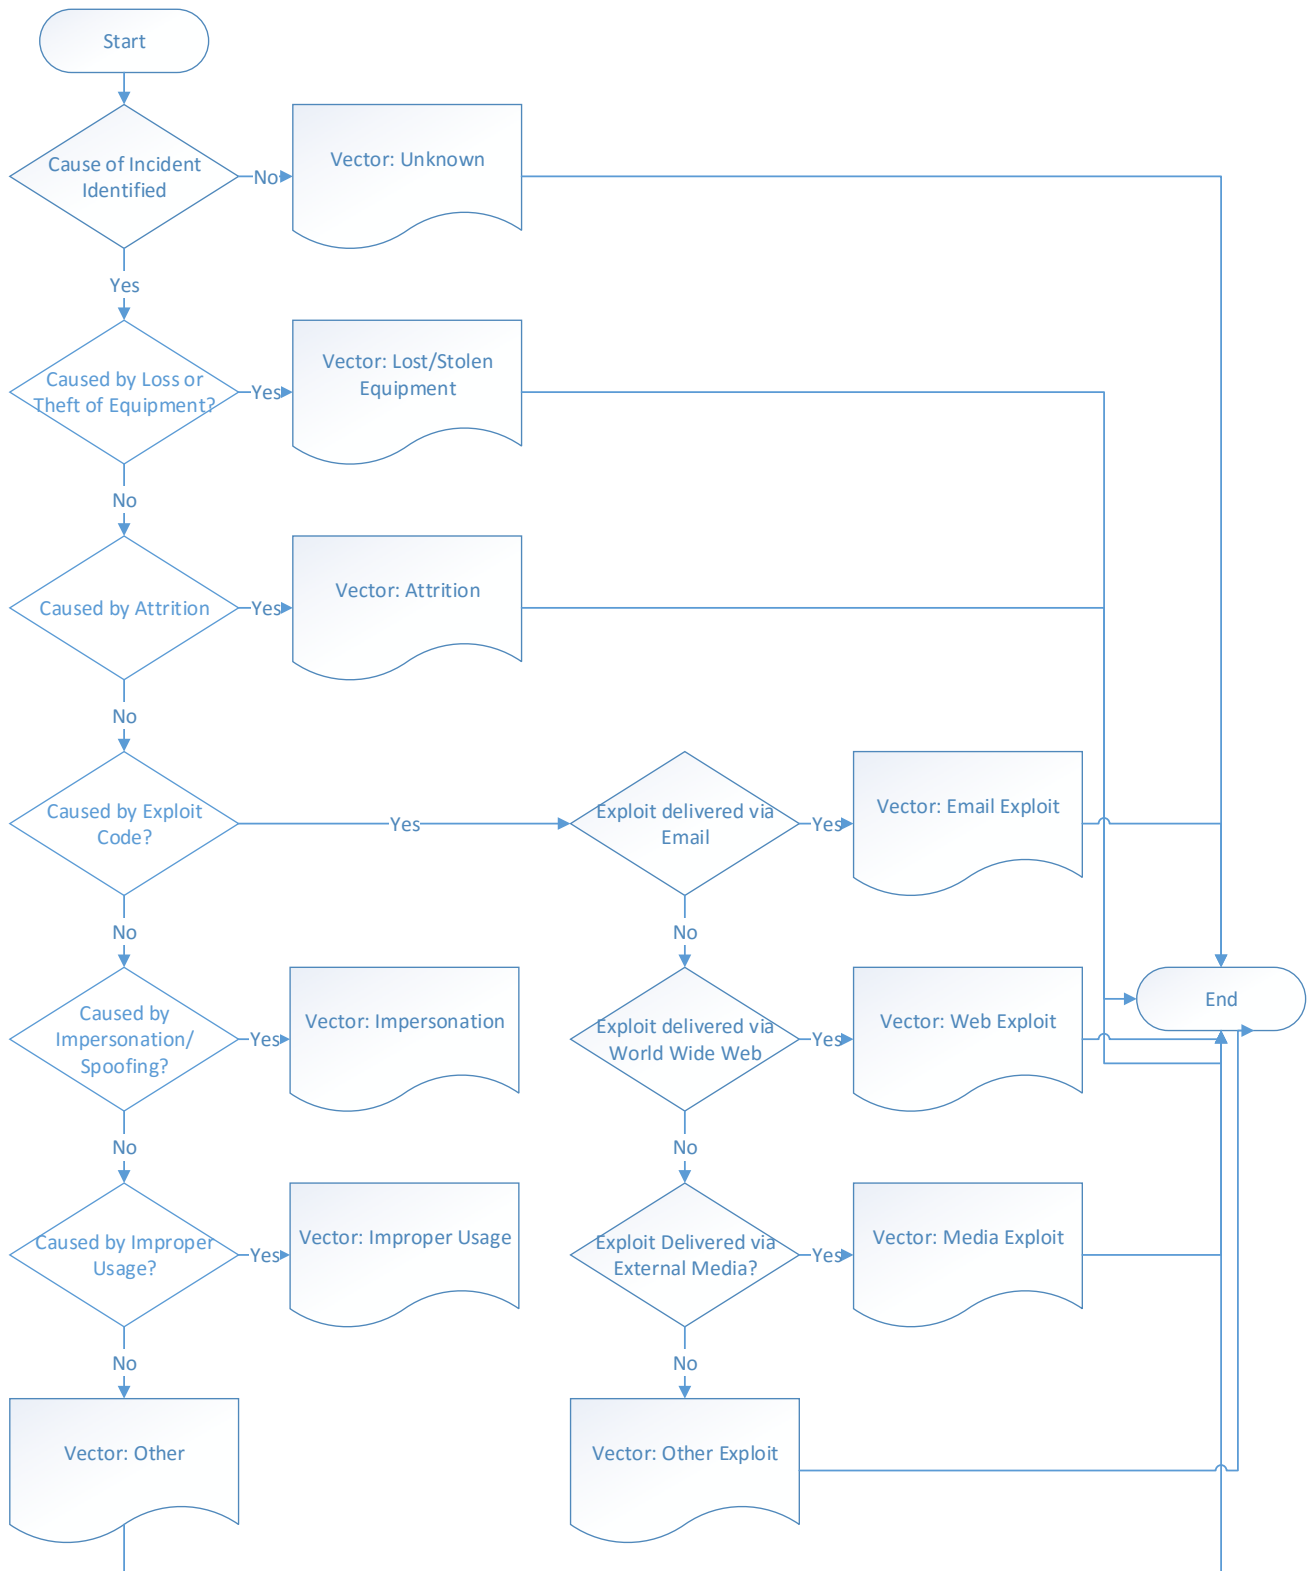 Start
Cause of Incident
Identified
No
Vector: Unknown
Yes
Caused by Loss or
Theft of Equipment?
Yes
Vector: Lost/Stolen
Equipment
No
Caused by Attrition
Yes
Vector: Attrition
No
Caused by Exploit
Code?
Yes
Exploit delivered via
Email
Yes
Vector: Email Exploit
No
No
Caused by
Impersonation/
Spoofing?
Yes
Vector: Impersonation
Exploit delivered via
World Wide Web
Yes
Vector: Web Exploit
End
No
No
Caused by Improper
Usage?
Yes
Vector: Improper Usage
Exploit Delivered via
External Media?
Yes
Vector: Media Exploit
No
No
Vector: Other
Vector: Other Exploit